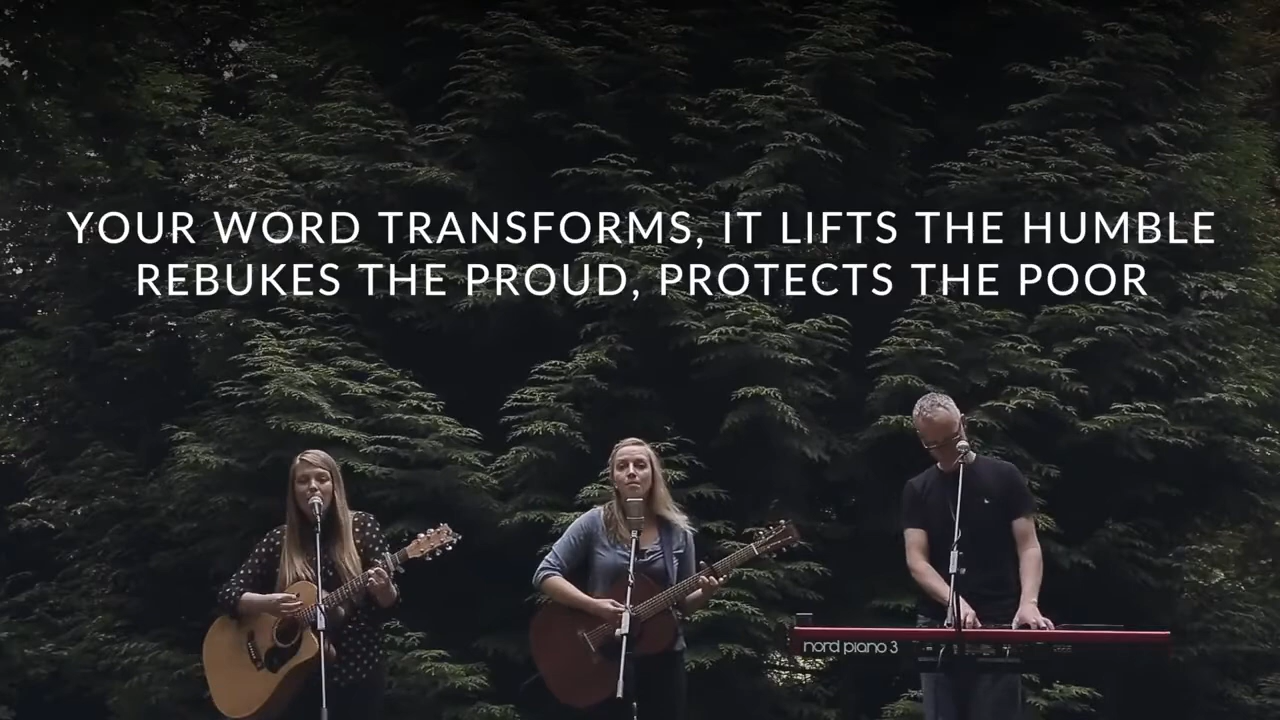 YOUR WORD TRANSFORMS, IT LIFTS THE HUMBLE
REBUKES THE PROUD, PROTECTS THE POOR
nord piano 3